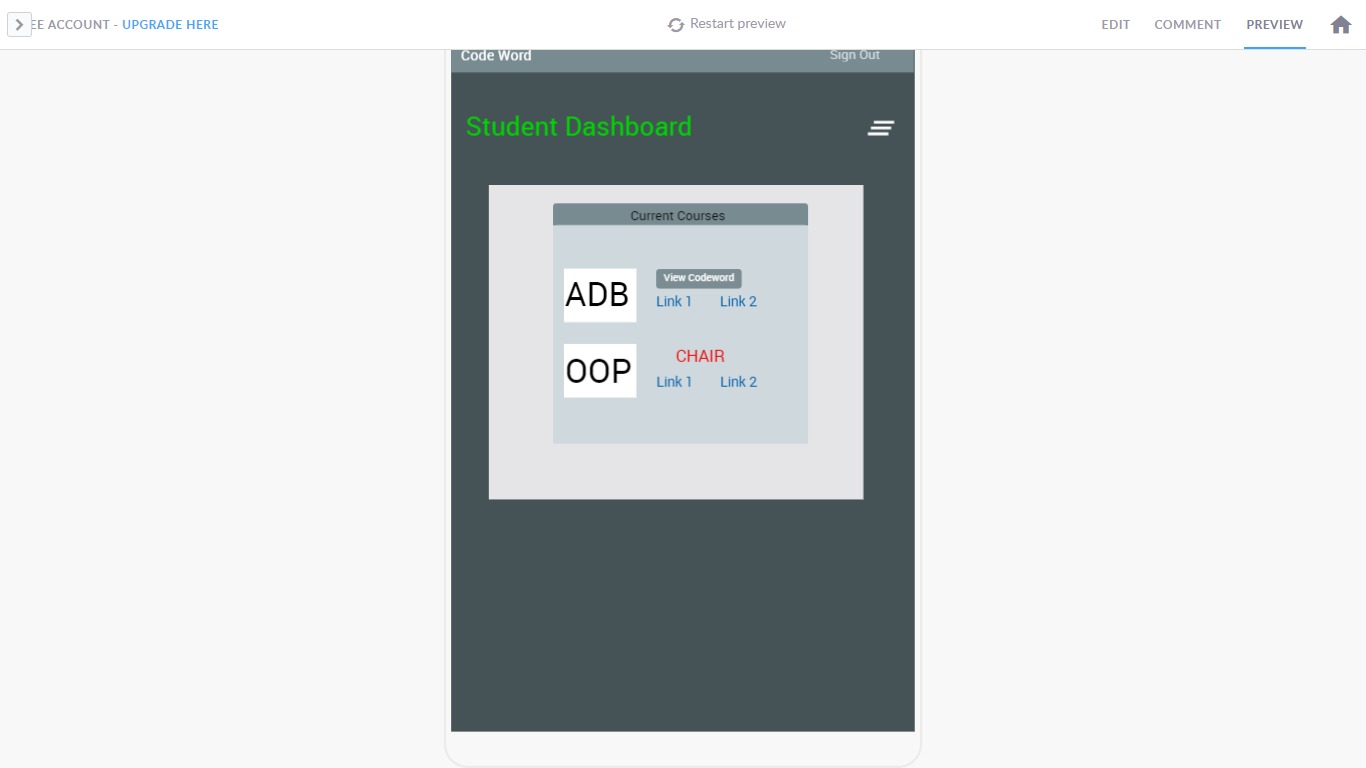 EE ACCOUNT - UPGRADE HERE
Restart preview
EDIT
COMMENT
PREVIEW
Code Word
Sign Out
Student Dashboard
Current Courses
ADB
View Codeword
Link 1
Link 2
OOP
CHAIR
Link 1
Link 2